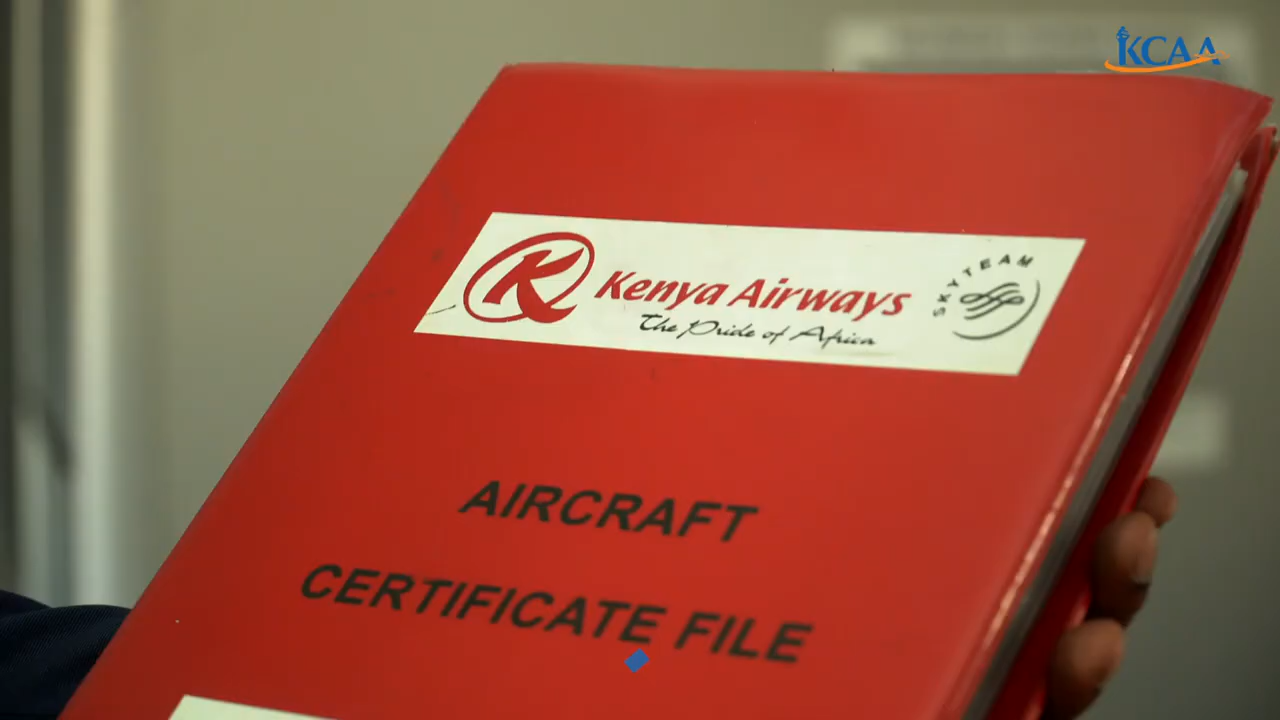 KCAA
Kenya Airways
The Pride of Africa
SKYTEAM
AIRCRAFT
CERTIFICATE FILE